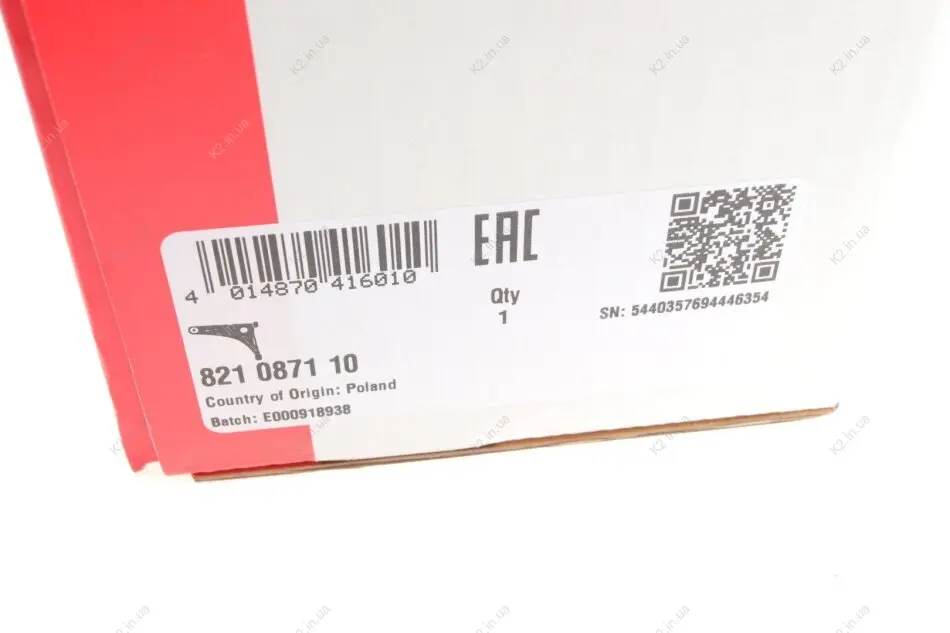 4 014870 416010
EAC
Qty
1
SN: 5440357694446354
821 0871 10
Country of Origin: Poland
Batch: E000918938
K2.in.ua